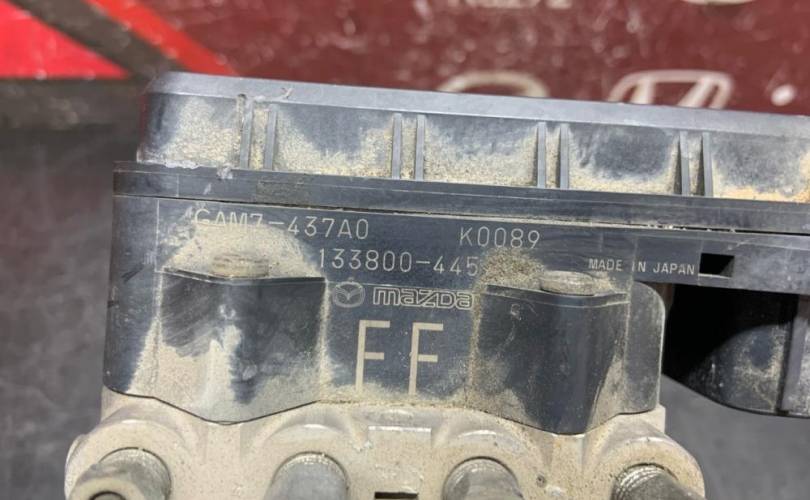 GAM7-437A0 K0089
133800-445
MADE IN JAPAN
mazda
FF